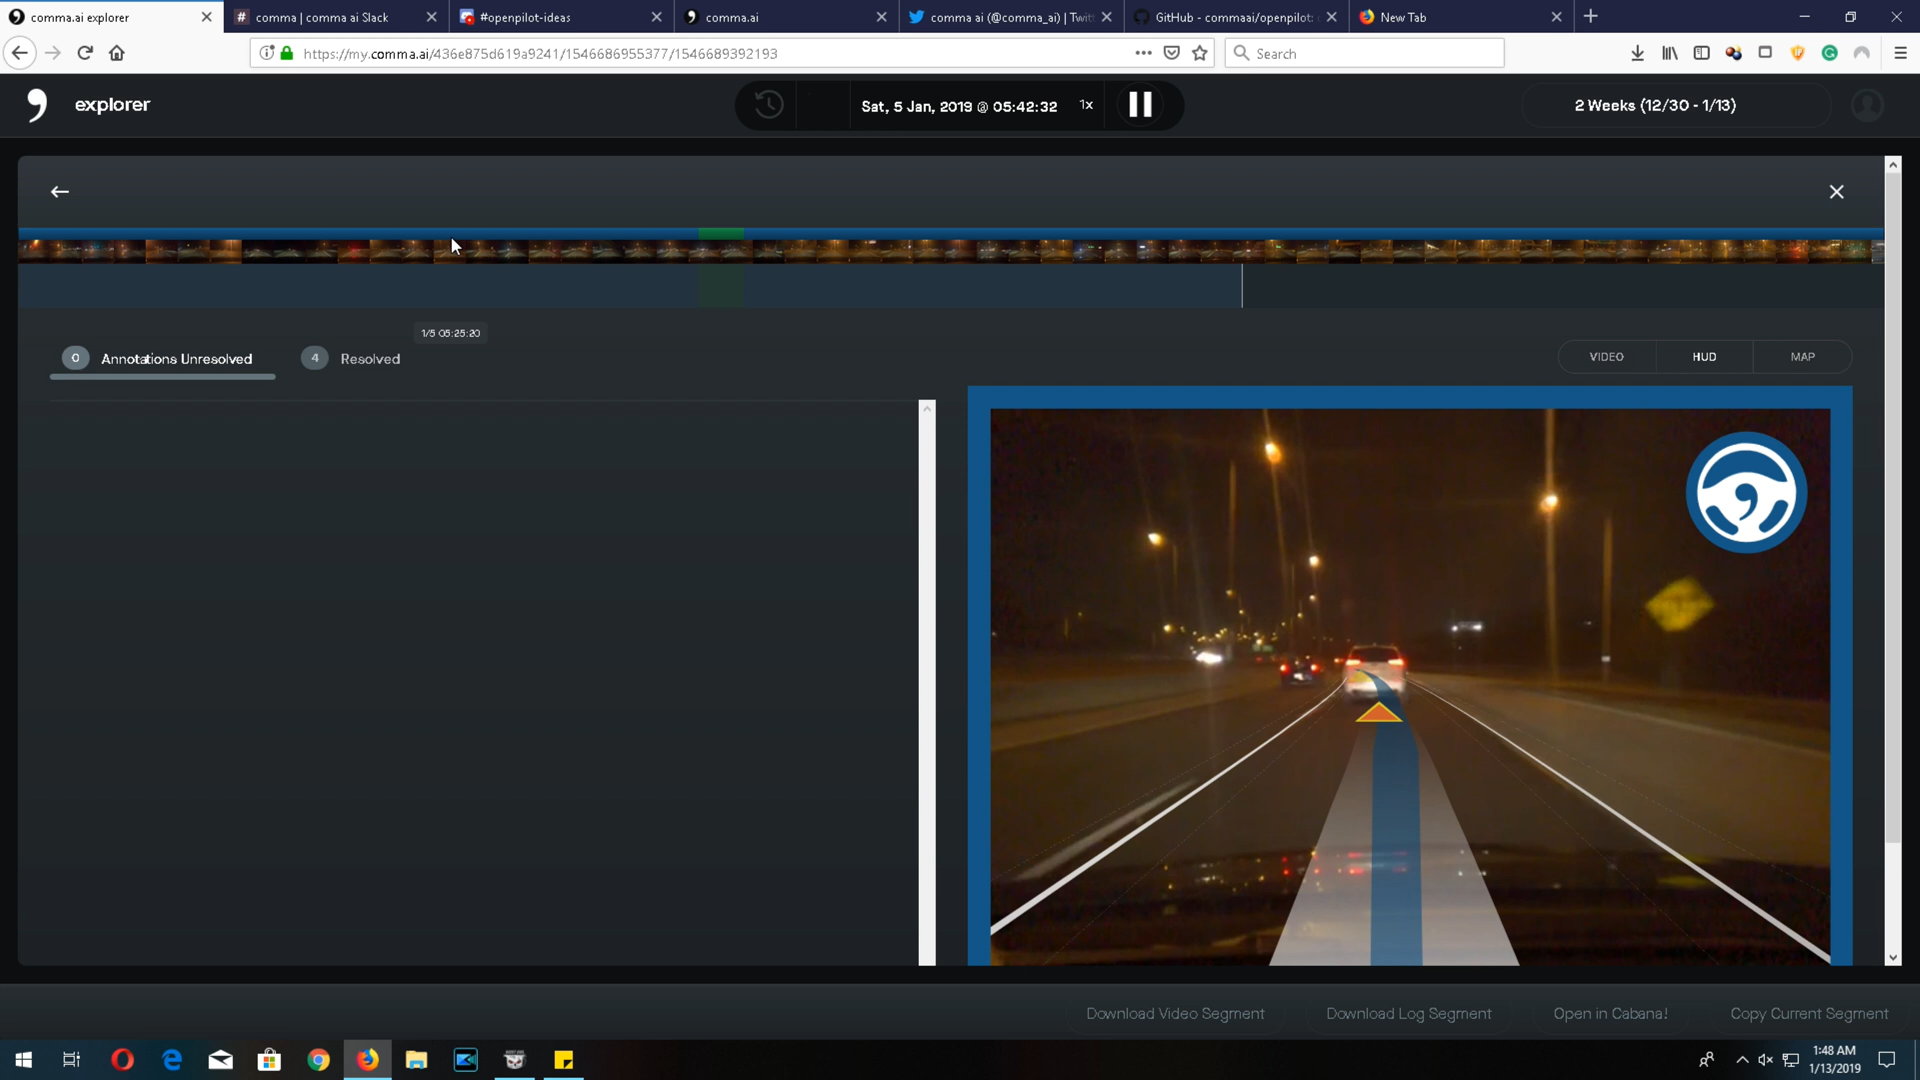 comma.ai explorer
comma | comma ai Slack
#openpilot-ideas
comma.ai
comma ai (@comma_ai) | Twit
GitHub - commaai/openpilot:
New Tab
https://my.comma.ai/436e875d619a9241/1546686955377/1546689392193
Search
explorer
Sat, 5 Jan, 2019 @ 05:42:32
1x
2 Weeks (12/30 - 1/13)
1/5 05:25:20
0 Annotations Unresolved
4 Resolved
VIDEO
HUD
MAP
Download Video Segment
Download Log Segment
Open in Cabana!
Copy Current Segment
1:48 AM
1/13/2019